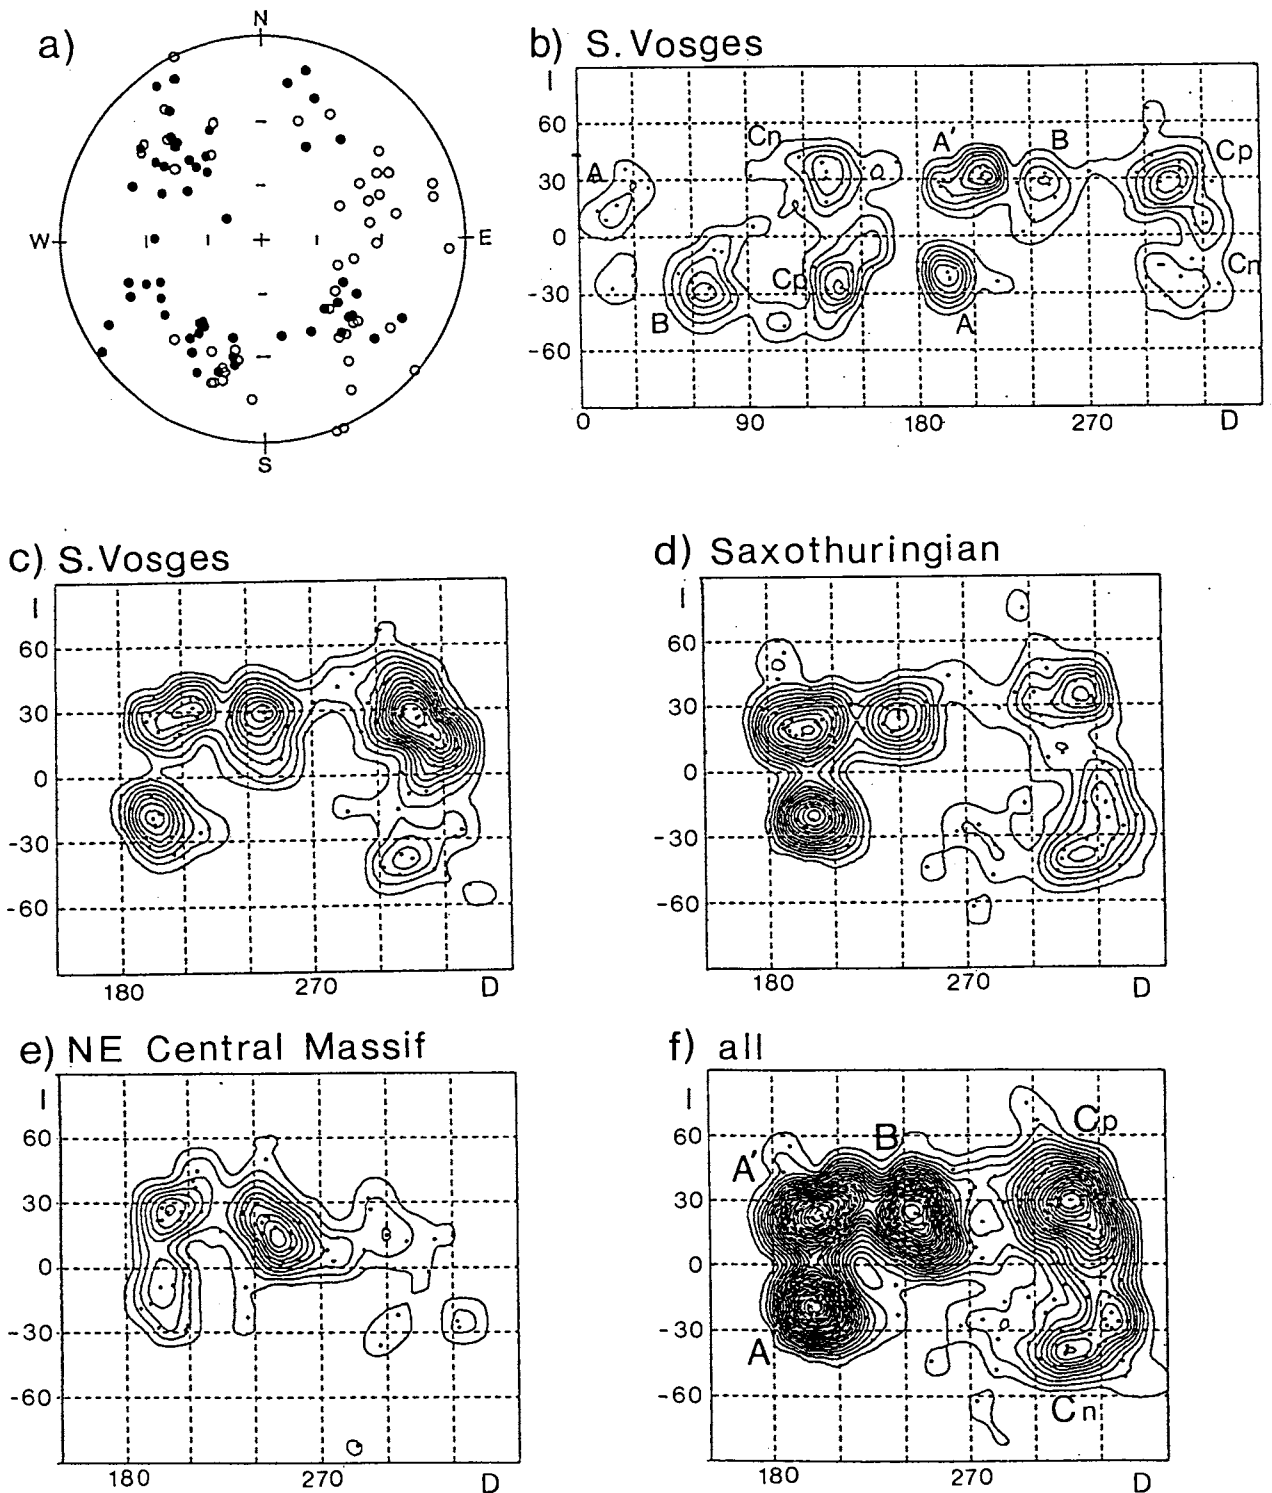 a)
N
W
E
S
b) S. Vosges
I
60
30
0
-30
-60
A
Cn
A'
B
Cp
B
Cp
A
Cn
0 90 180 270 D
c) S. Vosges
I
60
30
0
-30
-60
180 270 D
d) Saxothuringian
I
60
30
0
-30
-60
180 270 D
e) NE Central Massif
I
60
30
0
-30
-60
180 270 D
f) all
I
60
30
0
-30
-60
A'
B
Cp
A
Cn
180 270 D